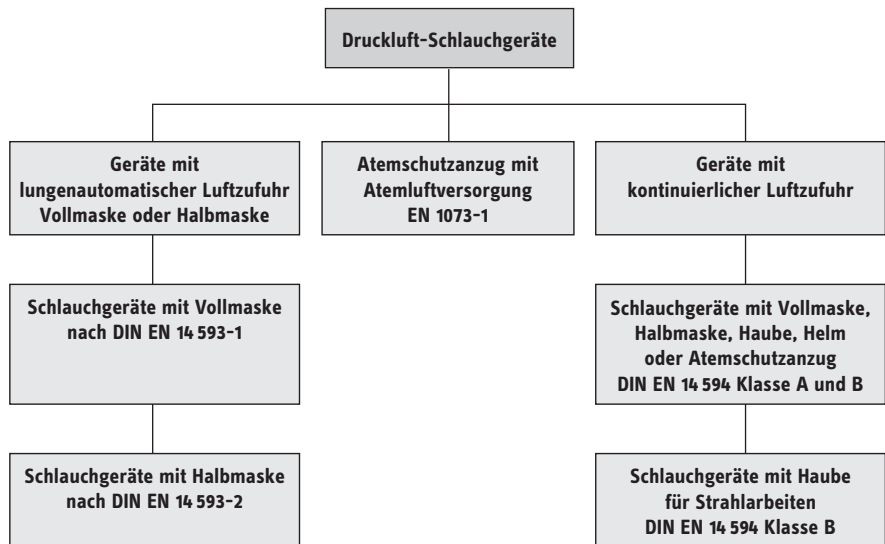 Druckluft-Schlauchgeräte
Geräte mit
lungenautomatischer Luftzufuhr
Vollmaske oder Halbmaske
Atemschutzanzug mit
Atemluftversorgung
EN 1073-1
Geräte mit
kontinuierlicher Luftzufuhr
Schlauchgeräte mit Vollmaske
nach DIN EN 14 593-1
Schlauchgeräte mit Vollmaske,
Halbmaske, Haube, Helm
oder Atemschutzanzug
DIN EN 14 594 Klasse A und B
Schlauchgeräte mit Halbmaske
nach DIN EN 14 593-2
Schlauchgeräte mit Haube
für Strahlarbeiten
DIN EN 14 594 Klasse B